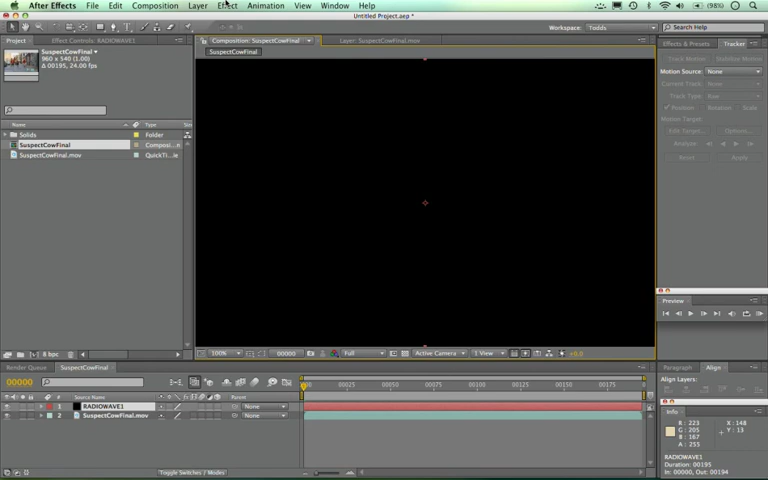 After Effects File Edit Composition Layer Effect Animation View Window Help (98%)
Untitled Project.aep *
Workspace: Todds Search Help
Project Effect Controls: RADIOWAVE1
Composition: SuspectCowFinal Layer: SuspectCowFinal.mov
Effects & Presets Tracker
SuspectCowFinal
960 x 540 (1.00)
Δ 00195, 24.00 fps
SuspectCowFinal
Track Motion Stabilize Motion
Motion Source: None
Current Track: None
Track Type: Raw
Position Rotation Scale
Motion Target:
Edit Target... Options...
Analyze:
Reset Apply
Name Type Size
Solids Folder
SuspectCowFinal Composi...n
SuspectCowFinal.mov QuickTi...ie
Preview
8 bpc
100% 00000 Full Active Camera 1 View +0.0
Render Queue SuspectCowFinal
Paragraph Align
00000
Align Layers:
# Source Name Parent
00025 00050 00075 00100 00125 00150 00175
1 RADIOWAVE1 None
2 SuspectCowFinal.mov None
Info
R: 223
G: 205
B: 167
A: 255
X: 148
Y: 13
RADIOWAVE1
Duration: 00195
In: 00000, Out: 00194
Toggle Switches / Modes